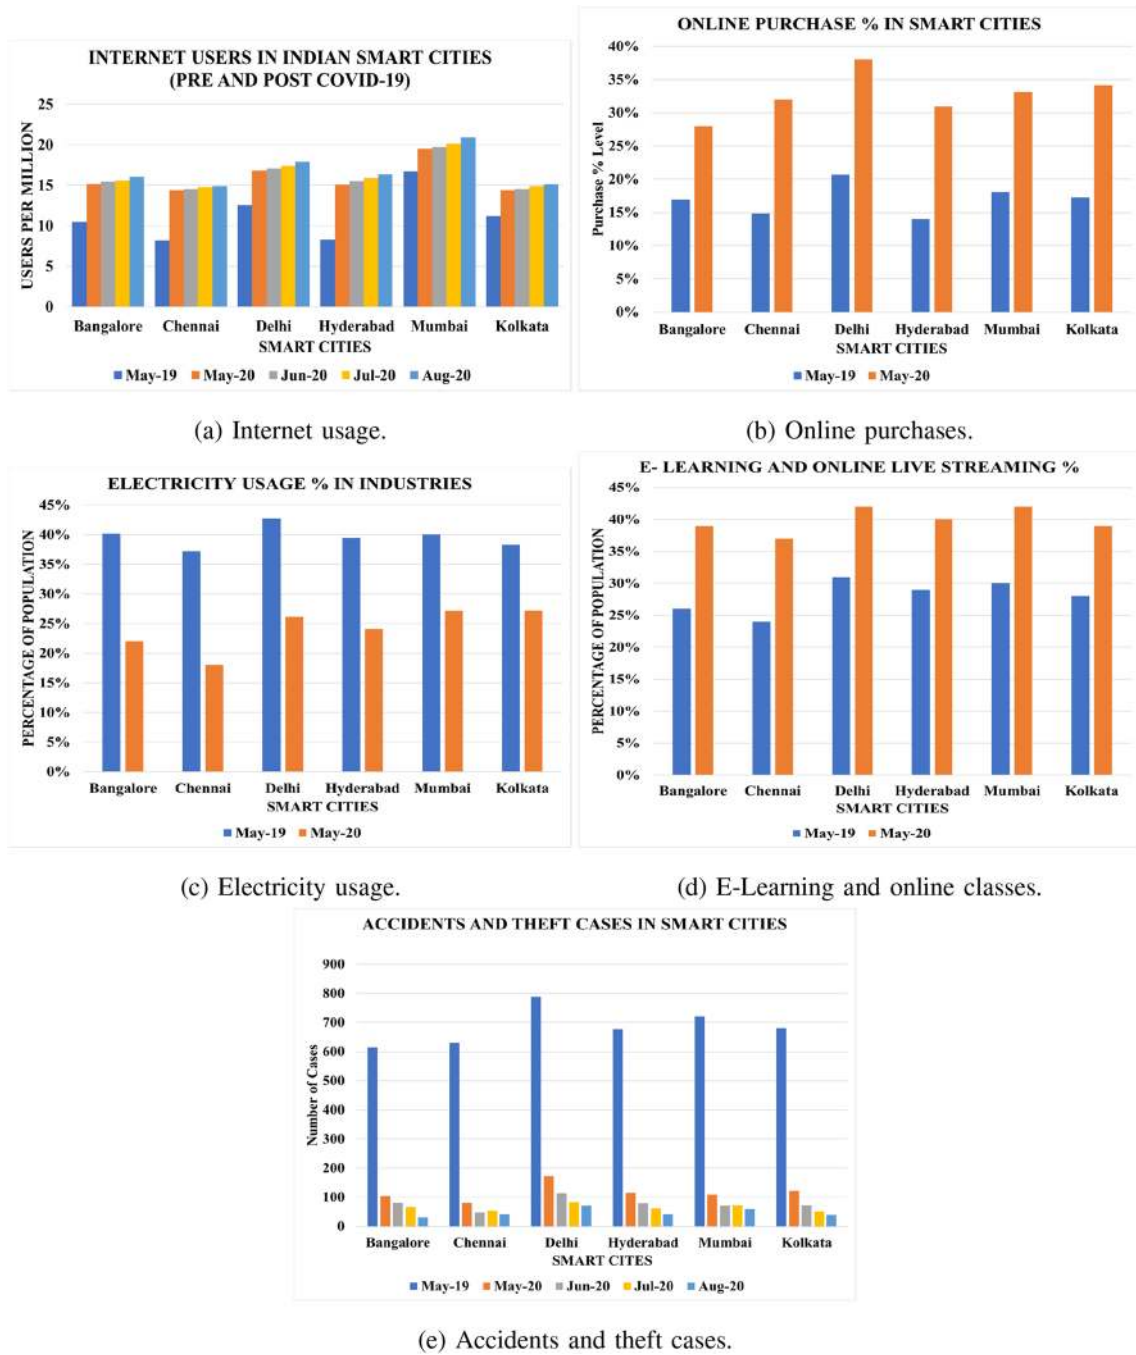 INTERNET USERS IN INDIAN SMART CITIES
(PRE AND POST COVID-19)
25
20
15
10
5
0
USERS PER MILLION
Bangalore Chennai Delhi Hyderabad Mumbai Kolkata
SMART CITIES
May-19 May-20 Jun-20 Jul-20 Aug-20
(a) Internet usage.
ONLINE PURCHASE % IN SMART CITIES
40%
35%
30%
25%
20%
15%
10%
5%
0%
Purchase % Level
Bangalore Chennai Delhi Hyderabad Mumbai Kolkata
SMART CITIES
May-19 May-20
(b) Online purchases.
ELECTRICITY USAGE % IN INDUSTRIES
45%
40%
35%
30%
25%
20%
15%
10%
5%
0%
PERCENTAGE OF POPULATION
Bangalore Chennai Delhi Hyderabad Mumbai Kolkata
SMART CITIES
May-19 May-20
(c) Electricity usage.
E- LEARNING AND ONLINE LIVE STREAMING %
45%
40%
35%
30%
25%
20%
15%
10%
5%
0%
PERCENTAGE OF POPULATION
Bangalore Chennai Delhi Hyderabad Mumbai Kolkata
SMART CITIES
May-19 May-20
(d) E-Learning and online classes.
ACCIDENTS AND THEFT CASES IN SMART CITIES
900
800
700
600
500
400
300
200
100
0
Number of Cases
Bangalore Chennai Delhi Hyderabad Mumbai Kolkata
SMART CITES
May-19 May-20 Jun-20 Jul-20 Aug-20
(e) Accidents and theft cases.